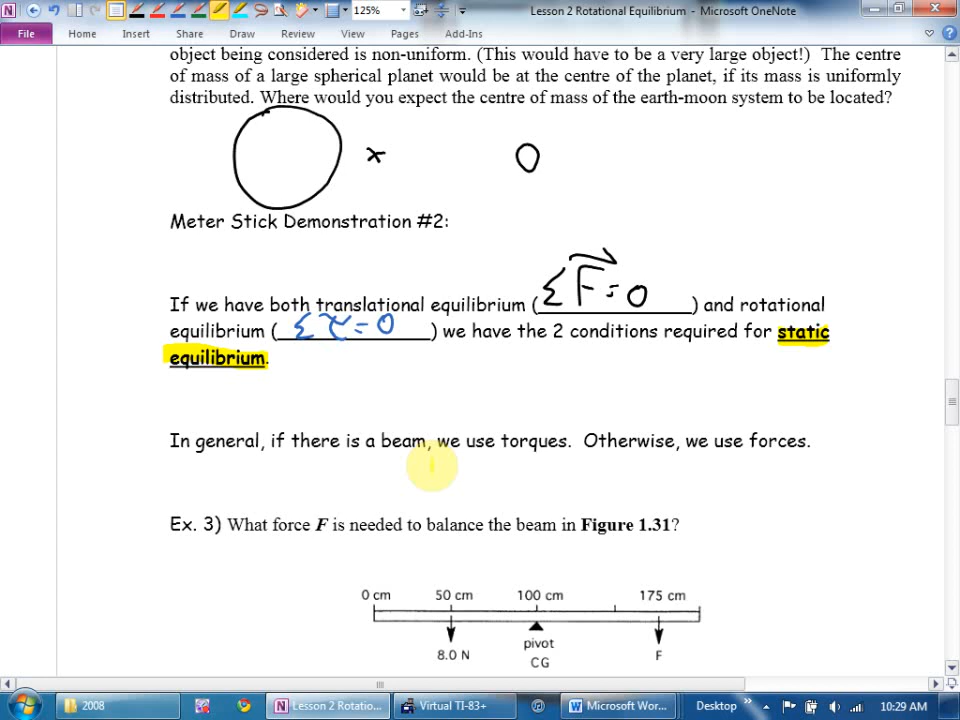 125%
Lesson 2 Rotational Equilibrium - Microsoft OneNote
File Home Insert Share Draw Review View Pages Add-Ins
object being considered is non-uniform. (This would have to be a very large object!) The centre
of mass of a large spherical planet would be at the centre of the planet, if its mass is uniformly
distributed. Where would you expect the centre of mass of the earth-moon system to be located?
x
Meter Stick Demonstration #2:
If we have both translational equilibrium (ΣF⃗=0) and rotational
equilibrium (Στ=0) we have the 2 conditions required for static
equilibrium.
In general, if there is a beam, we use torques. Otherwise, we use forces.
Ex. 3) What force F is needed to balance the beam in Figure 1.31?
0 cm 50 cm 100 cm 175 cm
8.0 N pivot F
CG
2008 Lesson 2 Rotatio... Virtual TI-83+ Microsoft Wor... Desktop 10:29 AM